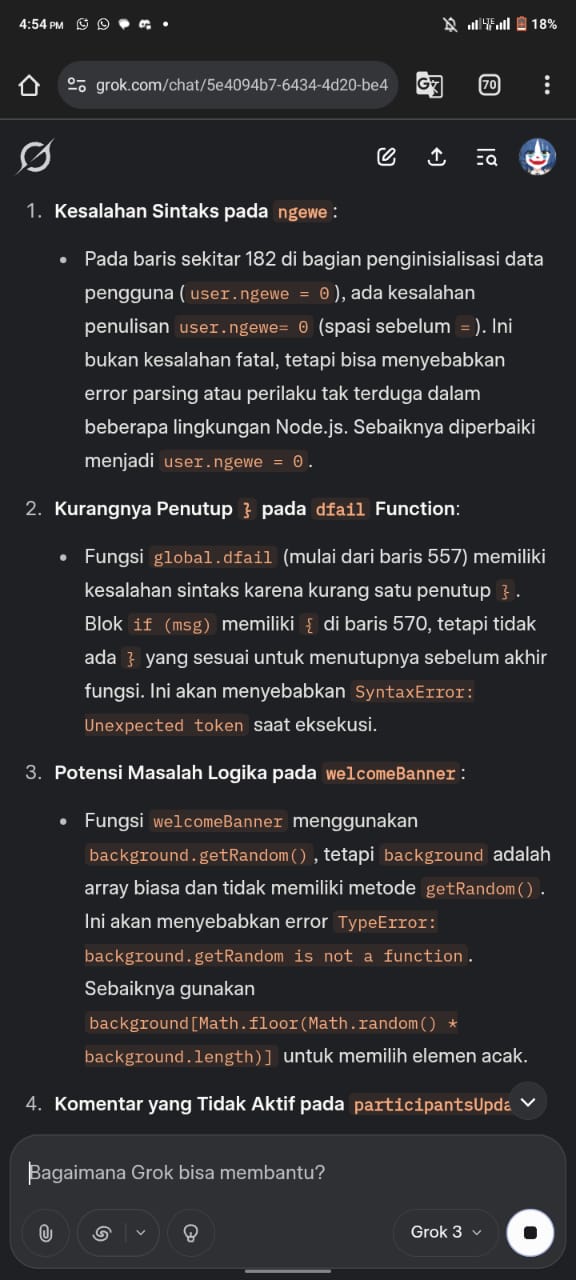 4:54 PM
LTE
18%
grok.com/chat/5e4094b7-6434-4d20-be4
70
1. Kesalahan Sintaks pada ngewe :
• Pada baris sekitar 182 di bagian penginisialisasi data
pengguna ( user.ngewe = 0 ), ada kesalahan
penulisan user.ngewe= 0 (spasi sebelum = ). Ini
bukan kesalahan fatal, tetapi bisa menyebabkan
error parsing atau perilaku tak terduga dalam
beberapa lingkungan Node.js. Sebaiknya diperbaiki
menjadi user.ngewe = 0 .
2. Kurangnya Penutup } pada dfail Function:
• Fungsi global.dfail (mulai dari baris 557) memiliki
kesalahan sintaks karena kurang satu penutup } .
Blok if (msg) memiliki { di baris 570, tetapi tidak
ada } yang sesuai untuk menutupnya sebelum akhir
fungsi. Ini akan menyebabkan SyntaxError:
Unexpected token saat eksekusi.
3. Potensi Masalah Logika pada welcomeBanner :
• Fungsi welcomeBanner menggunakan
background.getRandom() , tetapi background adalah
array biasa dan tidak memiliki metode getRandom() .
Ini akan menyebabkan error TypeError:
background.getRandom is not a function .
Sebaiknya gunakan
background[Math.floor(Math.random() *
background.length)] untuk memilih elemen acak.
4. Komentar yang Tidak Aktif pada participantsUpda
Bagaimana Grok bisa membantu?
Grok 3